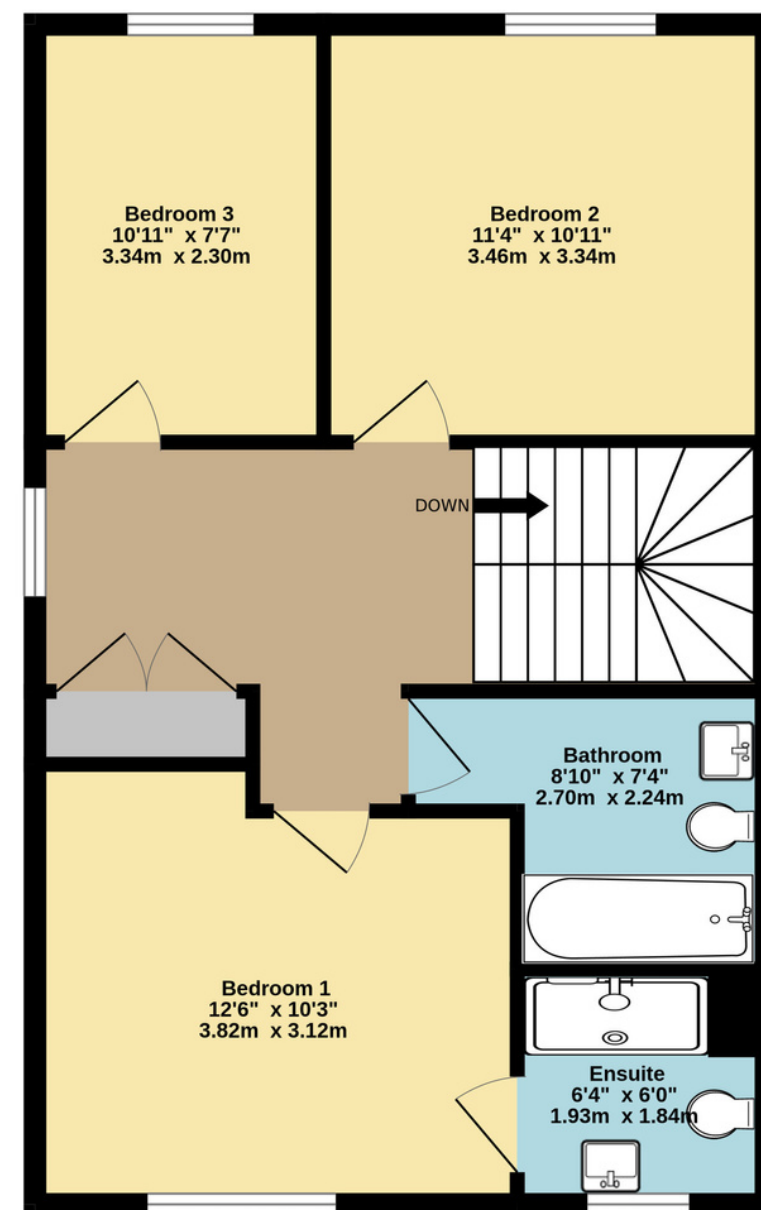 Bedroom 3
10'11" x 7'7"
3.34m x 2.30m
Bedroom 2
11'4" x 10'11"
3.46m x 3.34m
DOWN
Bathroom
8'10" x 7'4"
2.70m x 2.24m
Bedroom 1
12'6" x 10'3"
3.82m x 3.12m
Ensuite
6'4" x 6'0"
1.93m x 1.84m